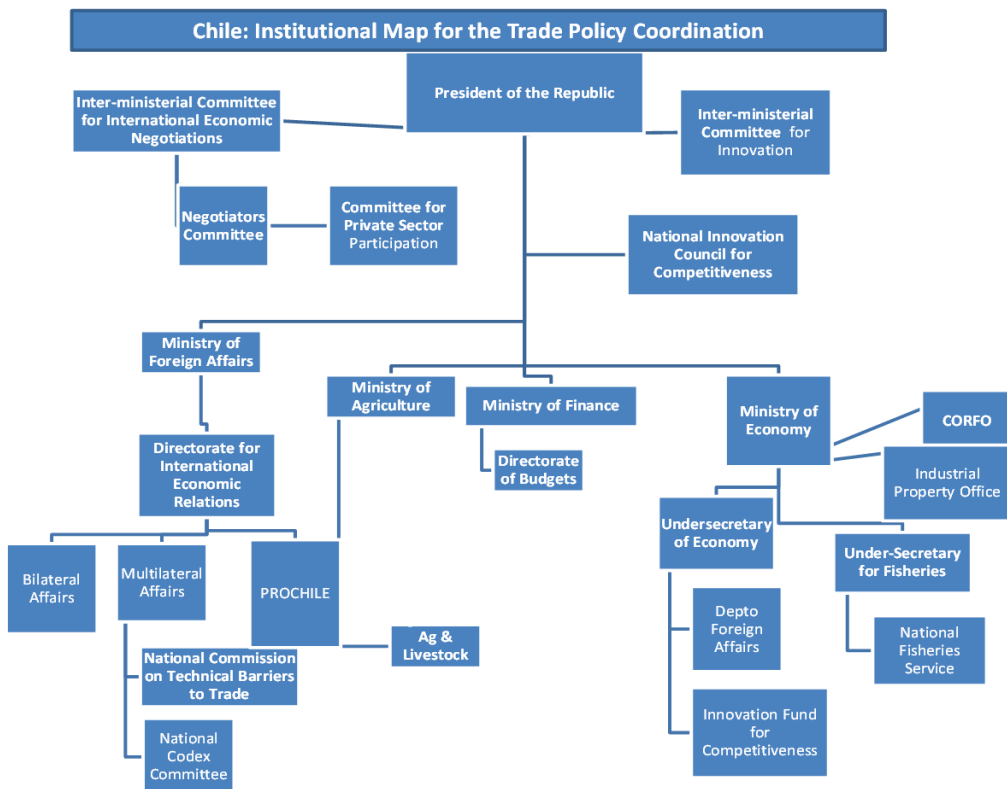 Chile: Institutional Map for the Trade Policy Coordination
President of the Republic
Inter-ministerial Committee
for International Economic
Negotiations
Inter-ministerial
Committee for
Innovation
Negotiators
Committee
Committee for
Private Sector
Participation
National Innovation
Council for
Competitiveness
Ministry of
Foreign Affairs
Ministry of
Agriculture
Ministry of Finance
Ministry of
Economy
CORFO
Industrial
Property Office
Directorate for
International
Economic
Relations
Directorate
of Budgets
Undersecretary
of Economy
Under-Secretary
for Fisheries
Bilateral
Affairs
Multilateral
Affairs
PROCHILE
Ag &
Livestock
Depto
Foreign
Affairs
National
Fisheries
Service
National Commission
on Technical Barriers
to Trade
National
Codex
Committee
Innovation Fund
for
Competitiveness